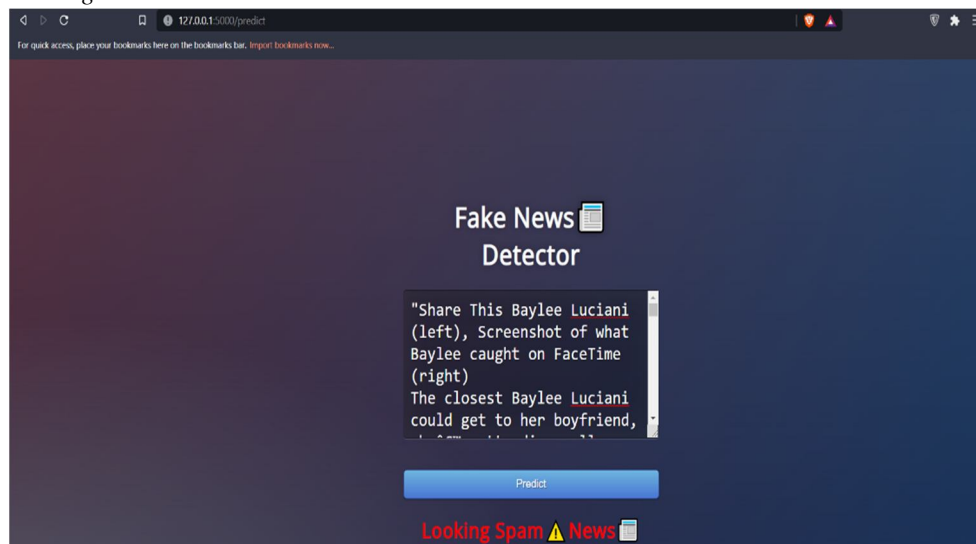 127.0.0.1:5000/predict
For quick access, place your bookmarks here on the bookmarks bar. Import bookmarks now...
Fake News
Detector
"Share This Baylee Luciani
(left), Screenshot of what
Baylee caught on FaceTime
(right)
The closest Baylee Luciani
could get to her boyfriend,
Predict
Looking Spam ⚠ News